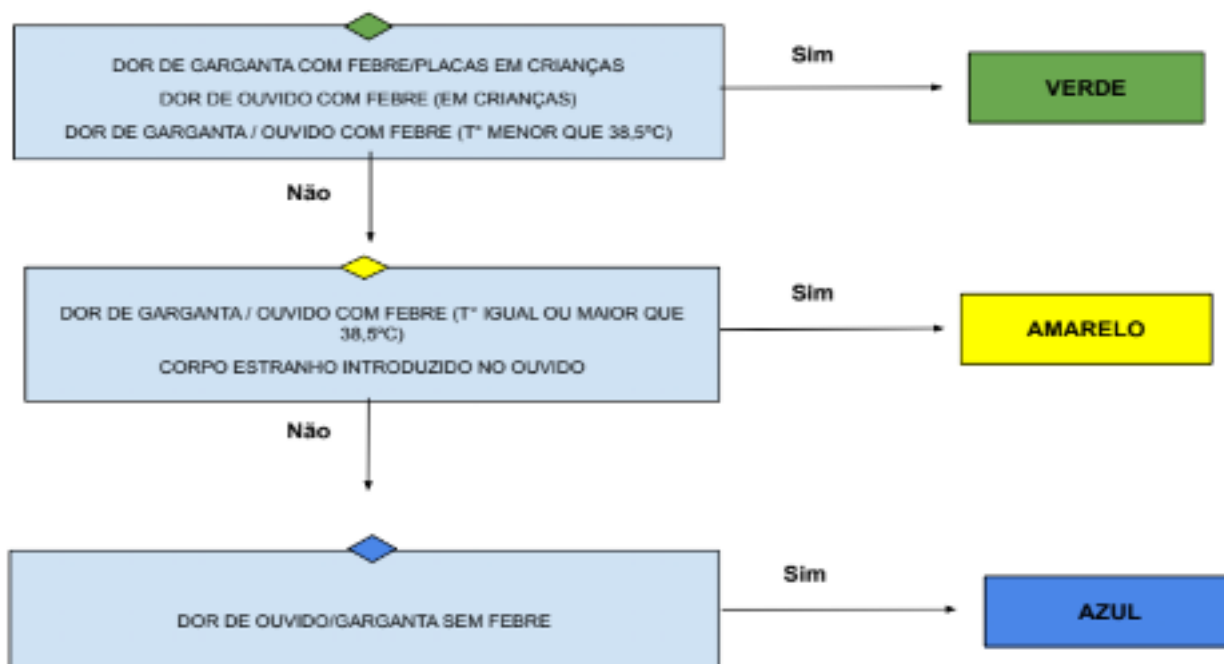 DOR DE GARGANTA COM FEBRE/PLACAS EM CRIANÇAS
DOR DE OUVIDO COM FEBRE (EM CRIANÇAS)
DOR DE GARGANTA / OUVIDO COM FEBRE (T° MENOR QUE 38,5ºC)
Sim
VERDE
Não
DOR DE GARGANTA / OUVIDO COM FEBRE (T° IGUAL OU MAIOR QUE
38,5ºC)
CORPO ESTRANHO INTRODUZIDO NO OUVIDO
Sim
AMARELO
Não
DOR DE OUVIDO/GARGANTA SEM FEBRE
Sim
AZUL